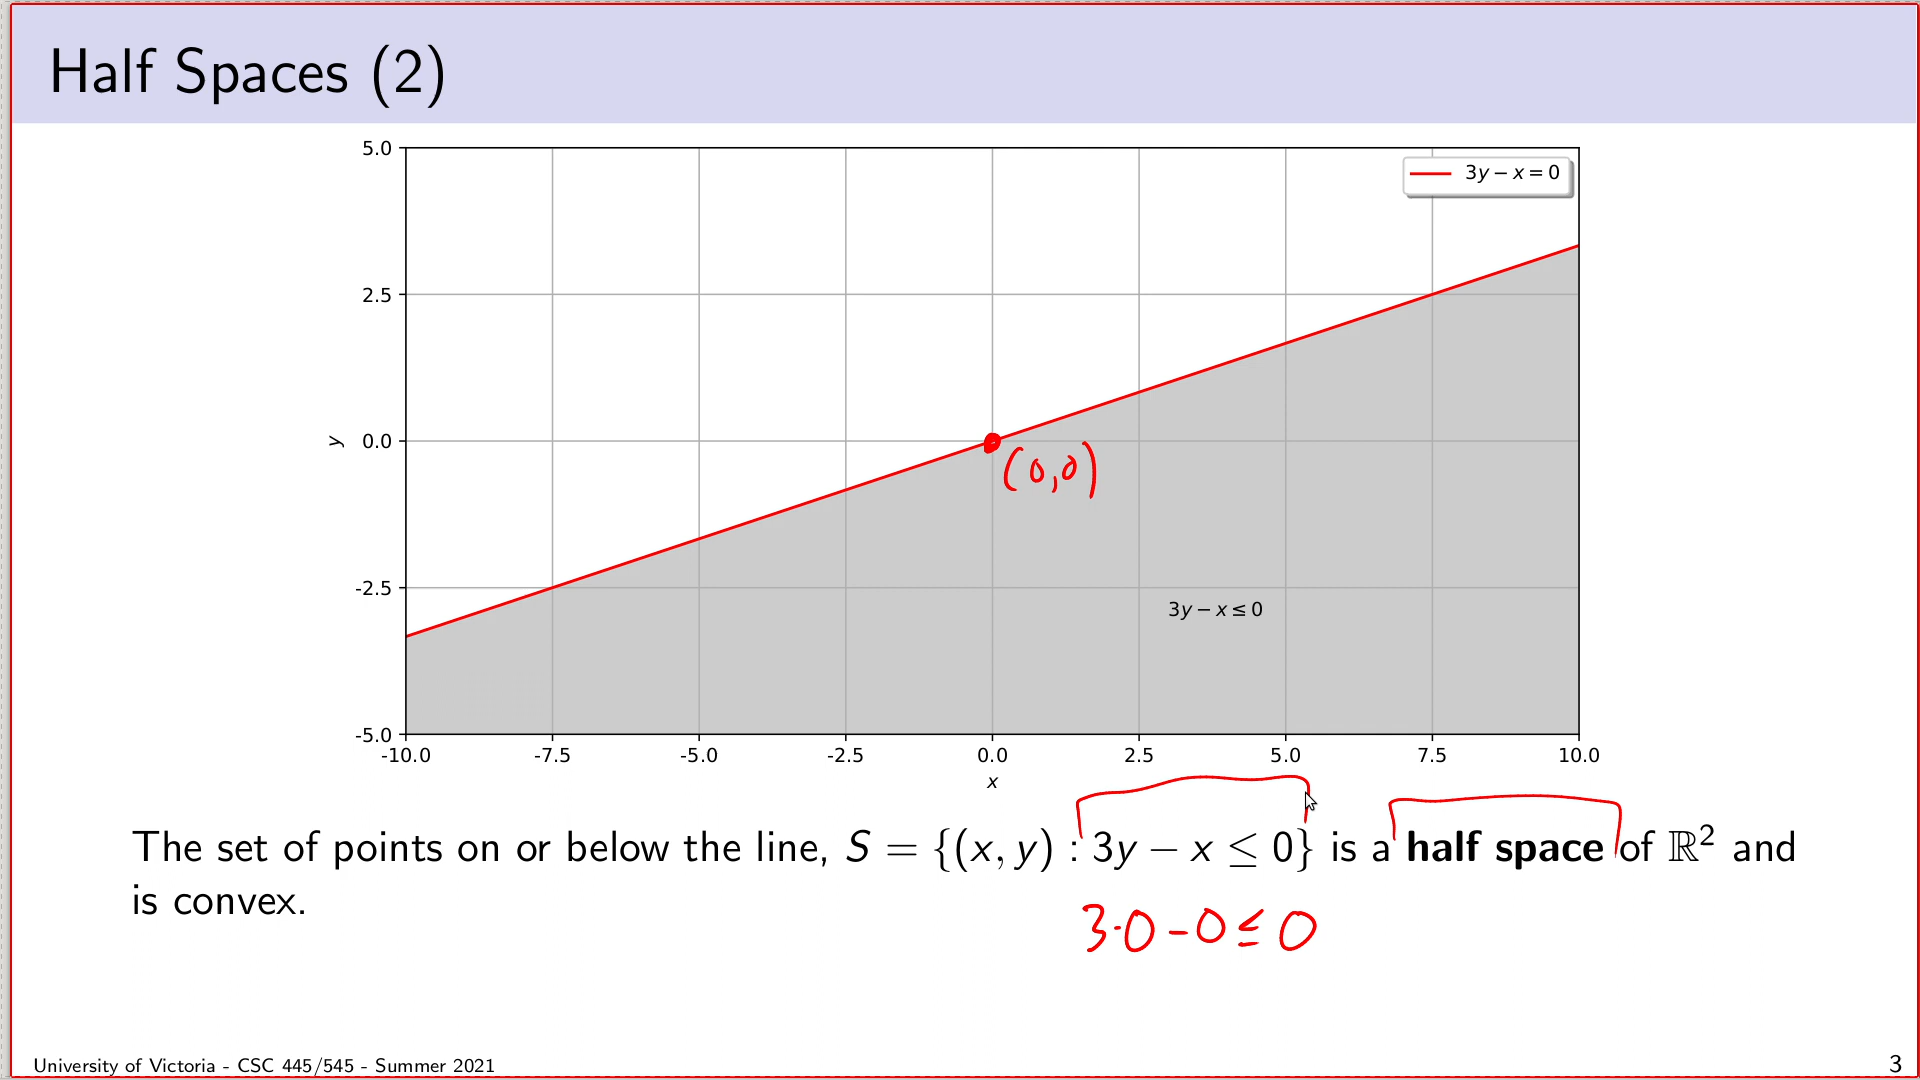 Half Spaces (2)
5.0
3y − x = 0
2.5
y
0.0
(0,0)
-2.5
3y − x ≤ 0
-5.0
-10.0 -7.5 -5.0 -2.5 0.0 2.5 5.0 7.5 10.0
x
The set of points on or below the line, S = {(x, y) : 3y − x ≤ 0} is a half space of ℝ² and
is convex.
3·0 − 0 ≤ 0
University of Victoria - CSC 445/545 - Summer 2021
3